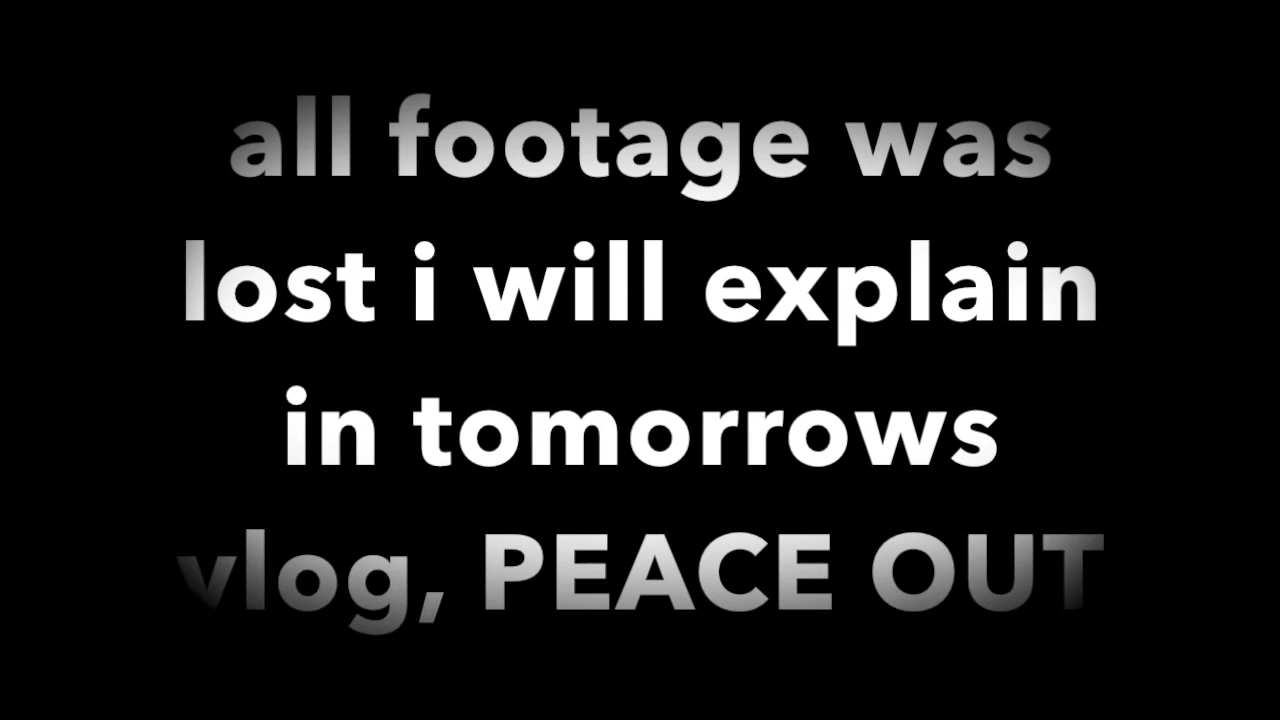 all footage was
lost i will explain
in tomorrows
vlog, PEACE OUT